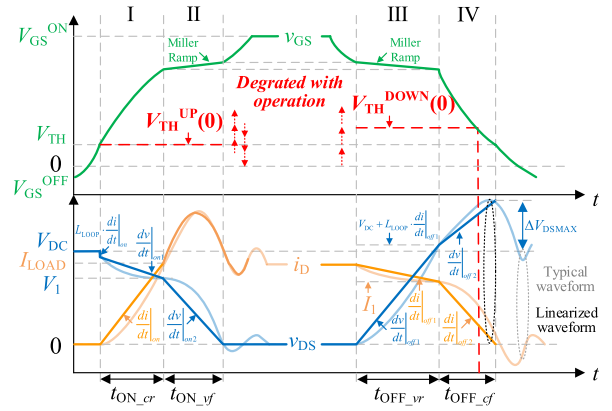 I II III IV
V_GS^ON
v_GS
Miller
Ramp
Miller
Ramp
Degrated with
operation
V_TH^UP(0)
V_TH^DOWN(0)
V_TH
0
V_GS^OFF
t
L_LOOP · di/dt|_on
dv/dt|_on1
V_DC + L_LOOP · di/dt|_off2
ΔV_DSMAX
V_DC
I_LOAD
V_1
i_D
I_1
dv/dt|_off2
Typical
waveform
di/dt|_on
dv/dt|_on2
dv/dt|_off1
di/dt|_off1
di/dt|_off2
Linearized
waveform
0
v_DS
t
t_ON_cr
t_ON_vf
t_OFF_vr
t_OFF_cf